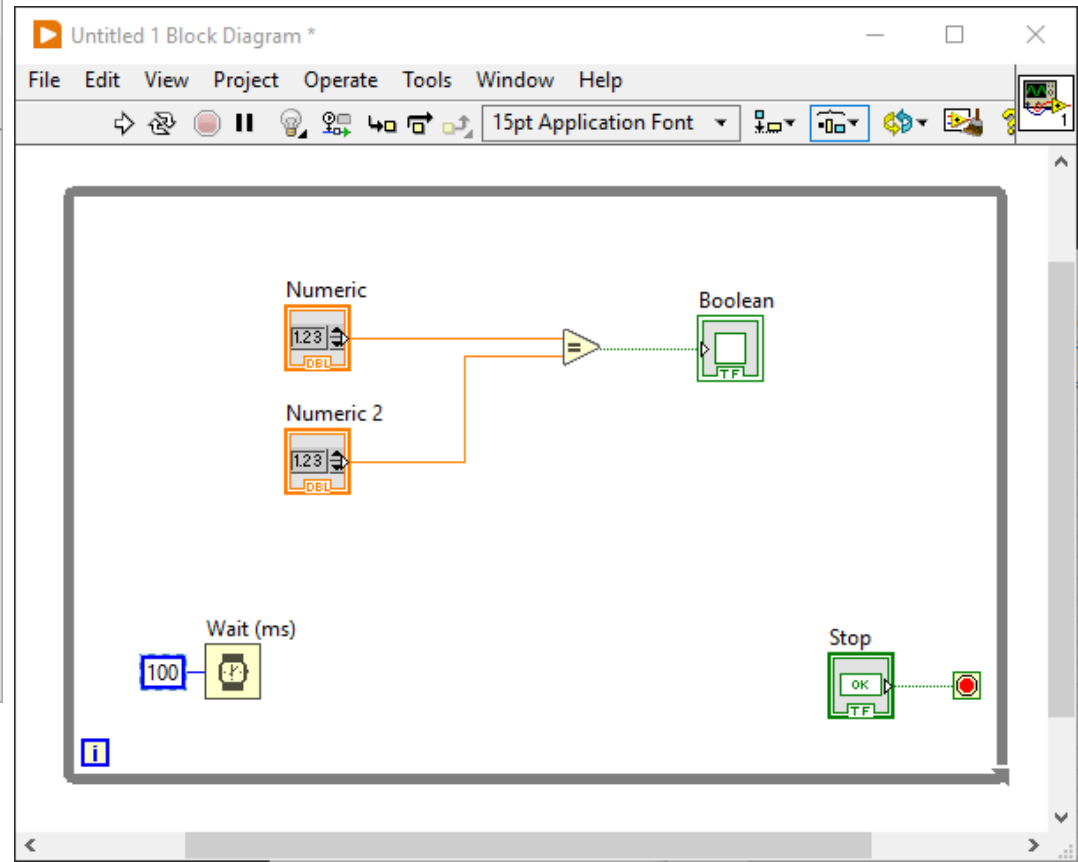 Untitled 1 Block Diagram *
File Edit View Project Operate Tools Window Help
15pt Application Font
1
Numeric
1.23
DBL
=
Boolean
TF
Numeric 2
1.23
DBL
Wait (ms)
100
Stop
OK
TF
i